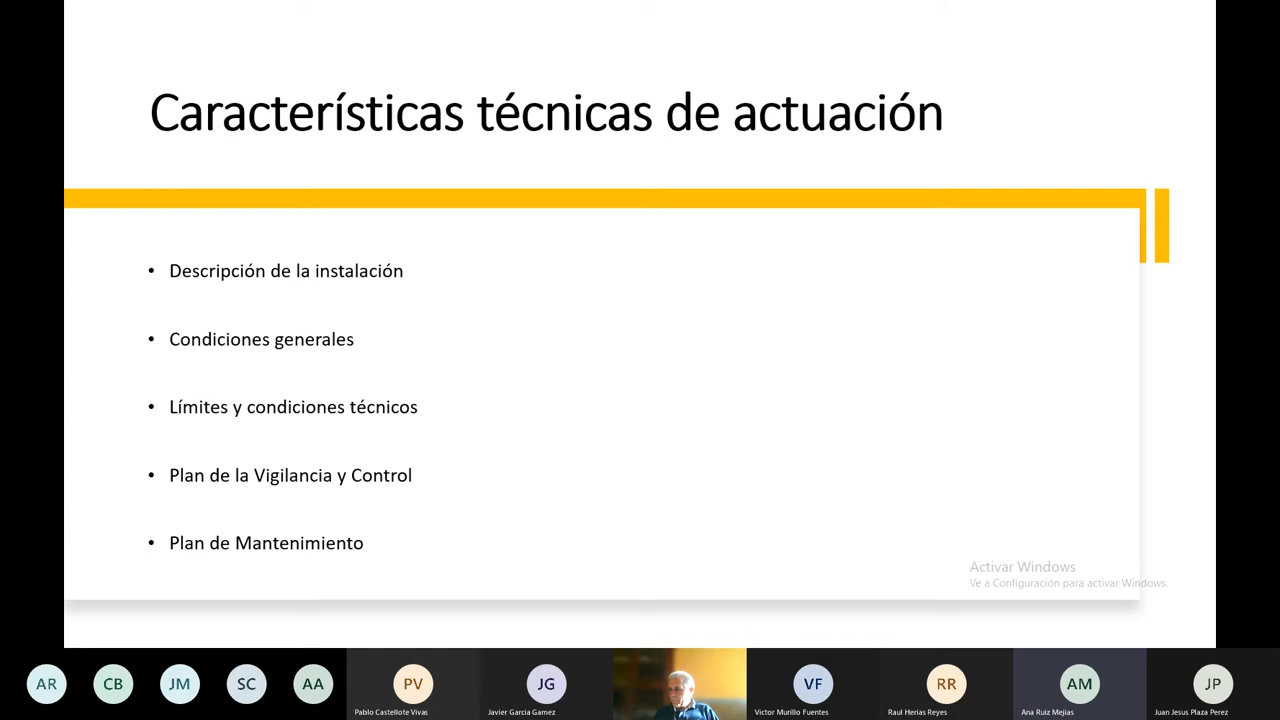 Características técnicas de actuación
• Descripción de la instalación
• Condiciones generales
• Límites y condiciones técnicos
• Plan de la Vigilancia y Control
• Plan de Mantenimiento
Activar Windows
Ve a Configuración para activar Windows.
AR CB JM SC AA PV JG VF RR AM JP
Pablo Castellote Vivas Javier Garcia Gamez Victor Murillo Fuentes Raul Herias Reyes Ana Ruiz Mejias Juan Jesus Plaza Perez